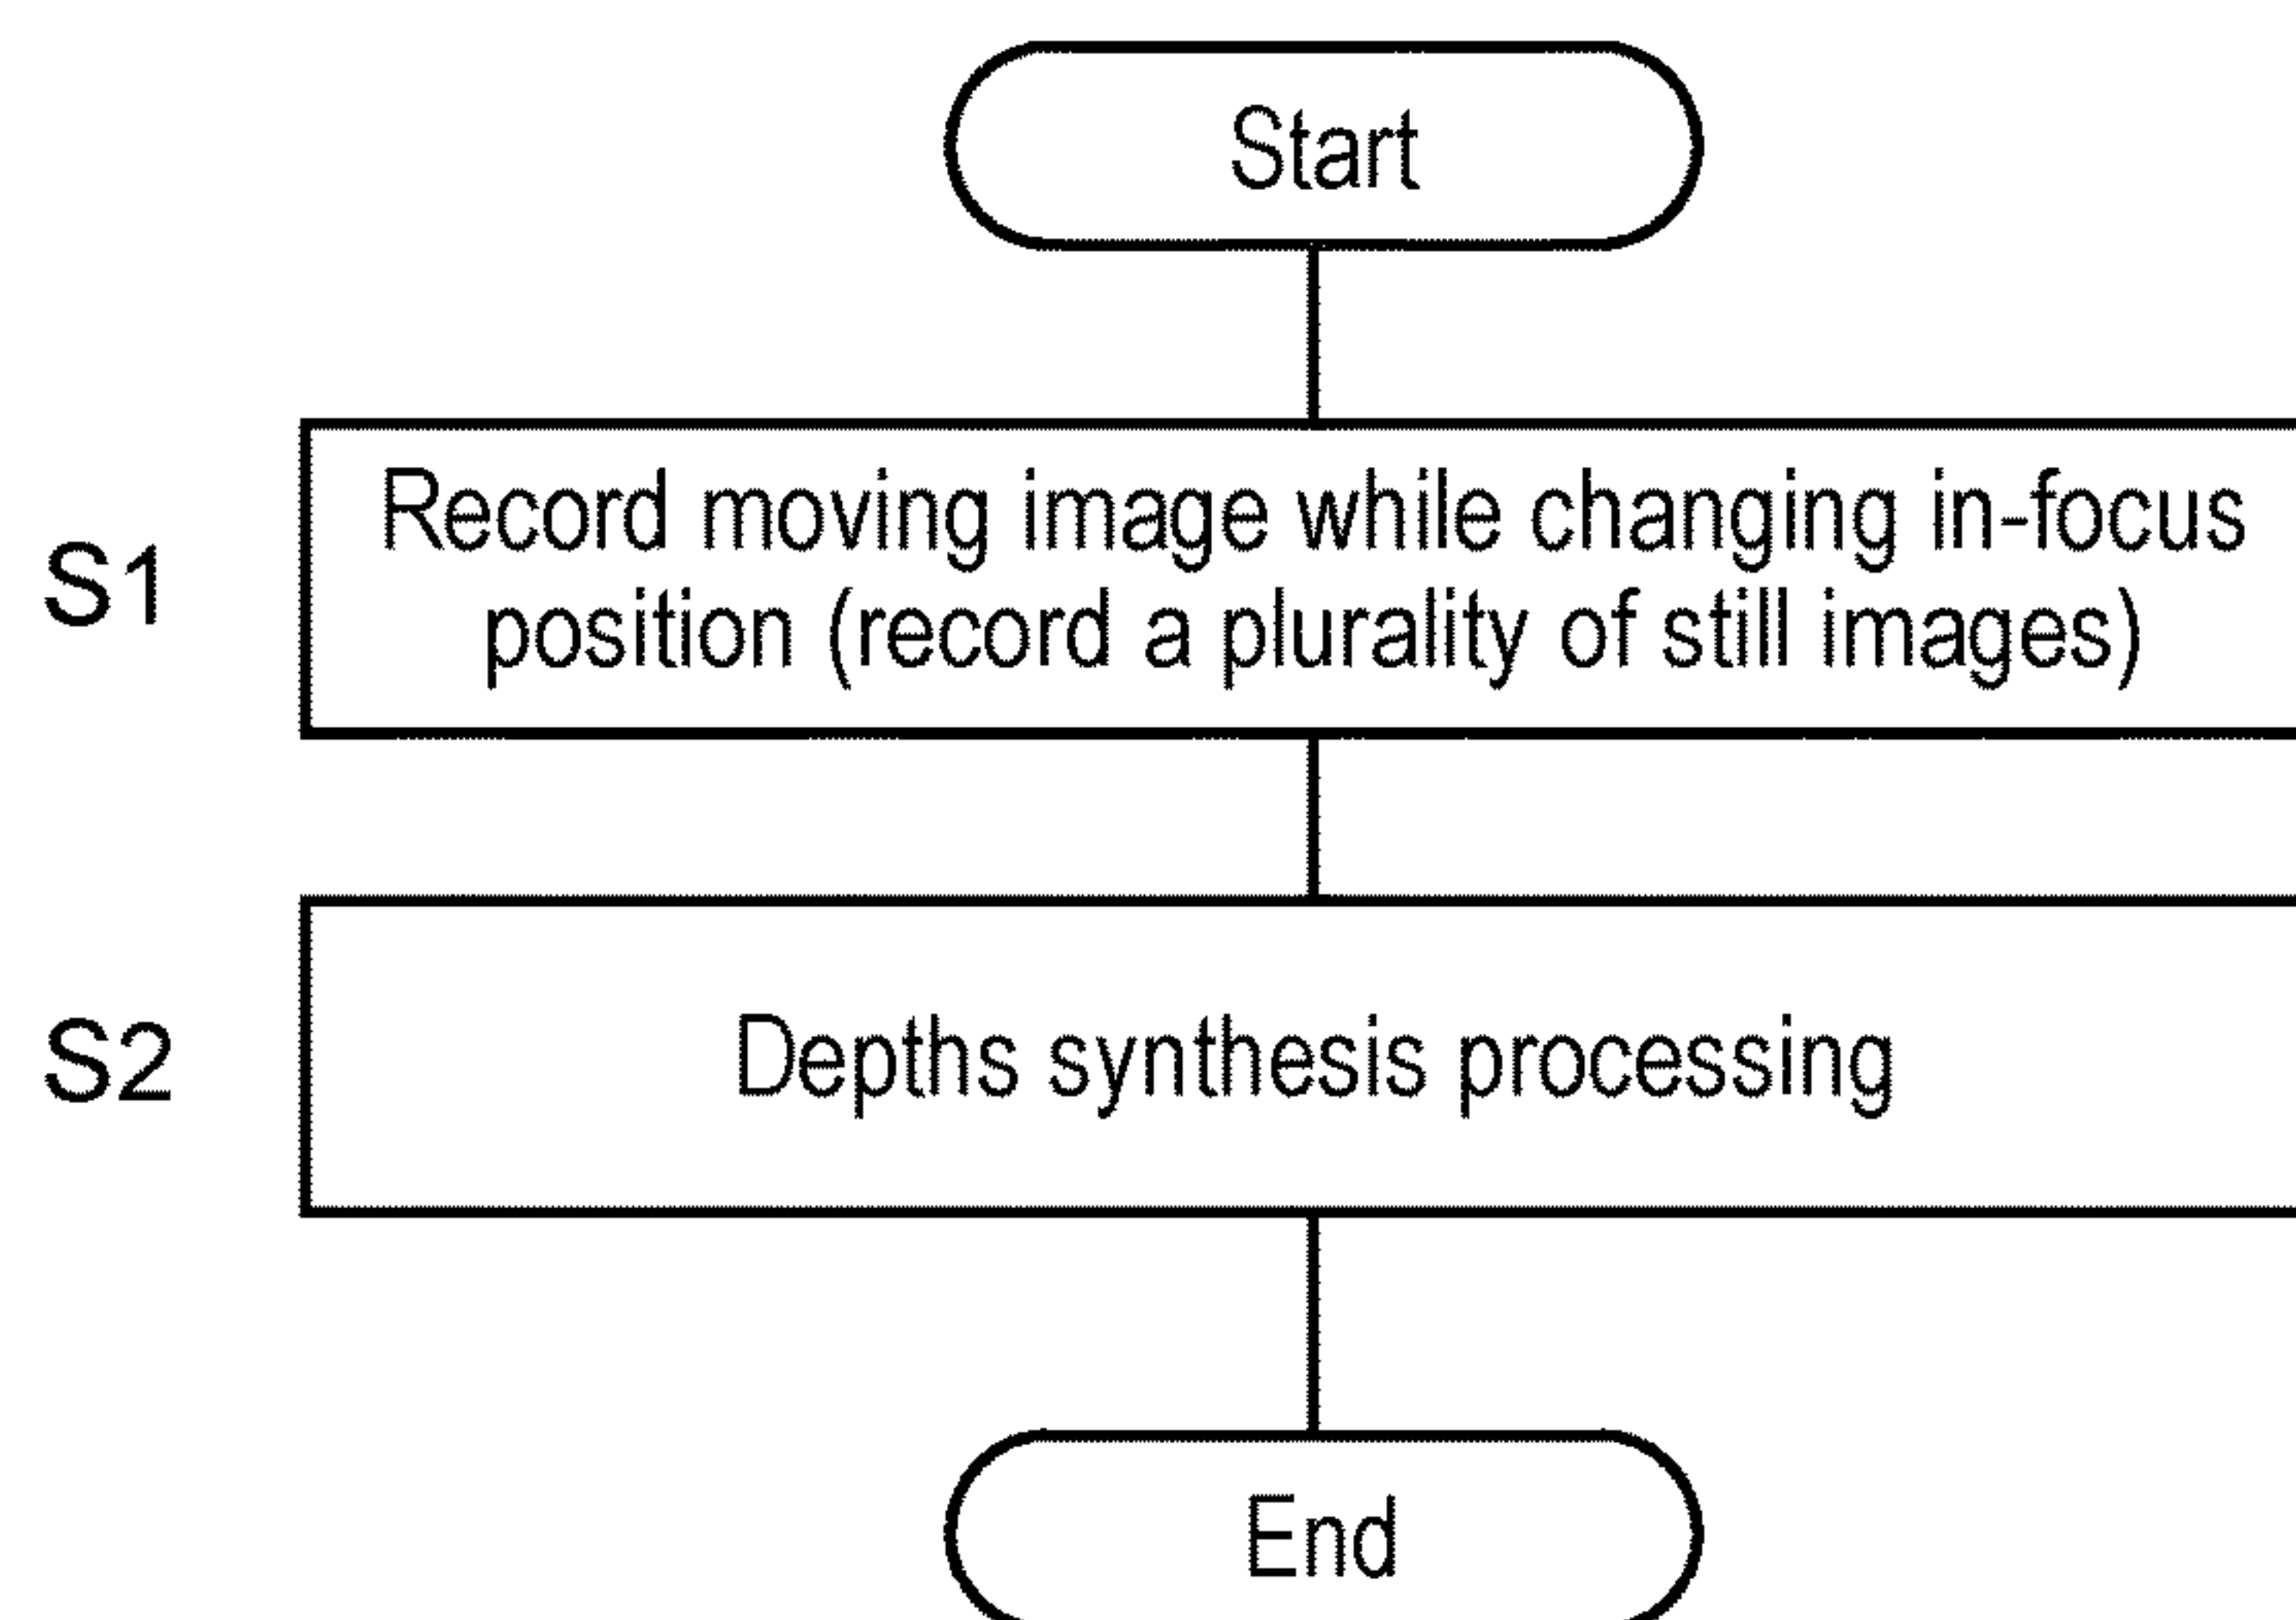 Start
S1
Record moving image while changing in-focus
position (record a plurality of still images)
S2
Depths synthesis processing
End